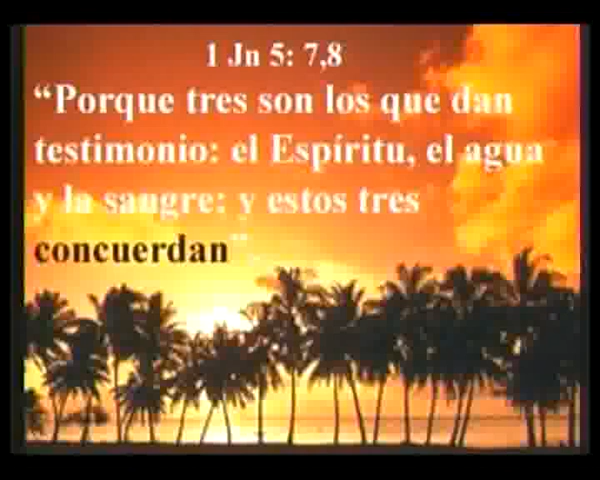 1 Jn 5: 7,8
“Porque tres son los que dan
testimonio: el Espíritu, el agua
y la sangre; y estos tres
concuerdan”